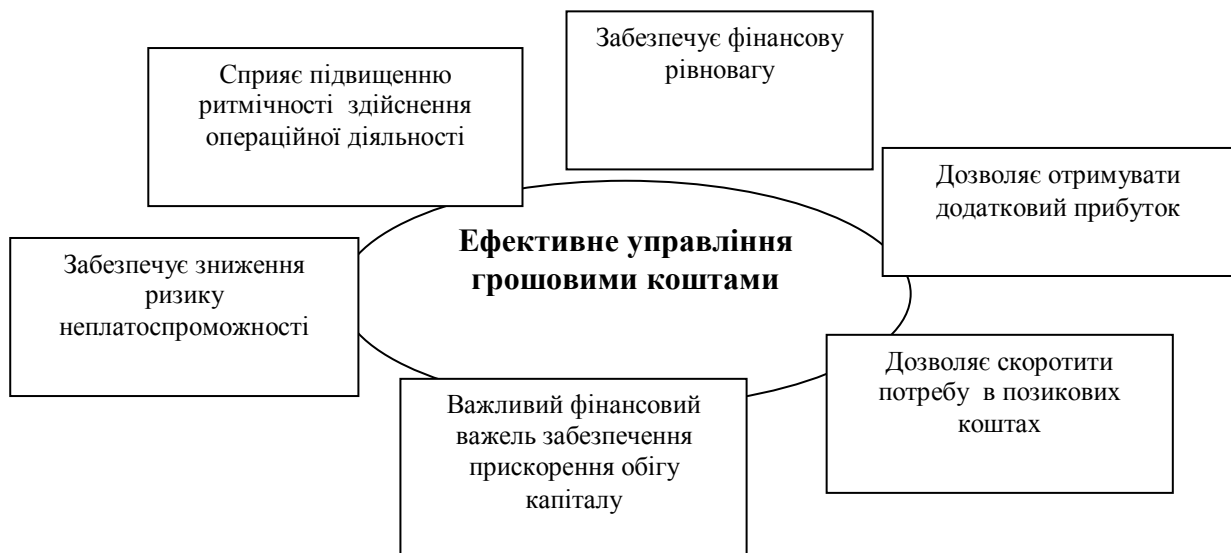 Забезпечує фінансову
рівновагу
Сприяє підвищенню
ритмічності здійснення
операційної діяльності
Дозволяє отримувати
додатковий прибуток
Ефективне управління
грошовими коштами
Забезпечує зниження
ризику
неплатоспроможності
Дозволяє скоротити
потребу в позикових
коштах
Важливий фінансовий
важель забезпечення
прискорення обігу
капіталу